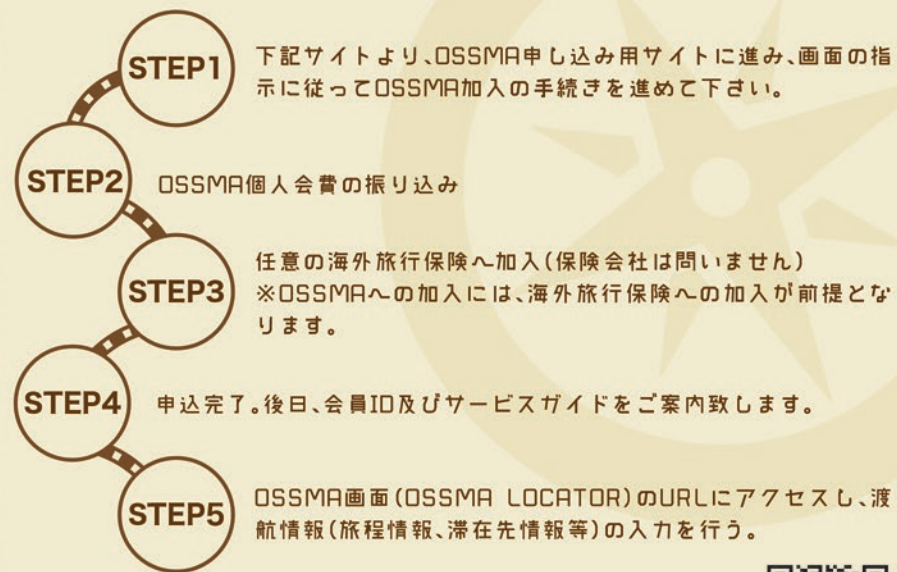 STEP1
下記サイトより、OSSMA申し込み用サイトに進み、画面の指
示に従ってOSSMA加入の手続きを進めて下さい。
STEP2
OSSMA個人会費の振り込み
STEP3
任意の海外旅行保険へ加入(保険会社は問いません)
※OSSMAへの加入には、海外旅行保険への加入が前提とな
ります。
STEP4
申込完了。後日、会員ID及びサービスガイドをご案内致します。
STEP5
OSSMA画面(OSSMA LOCATOR)のURLにアクセスし、渡
航情報(旅程情報、滞在先情報等)の入力を行う。